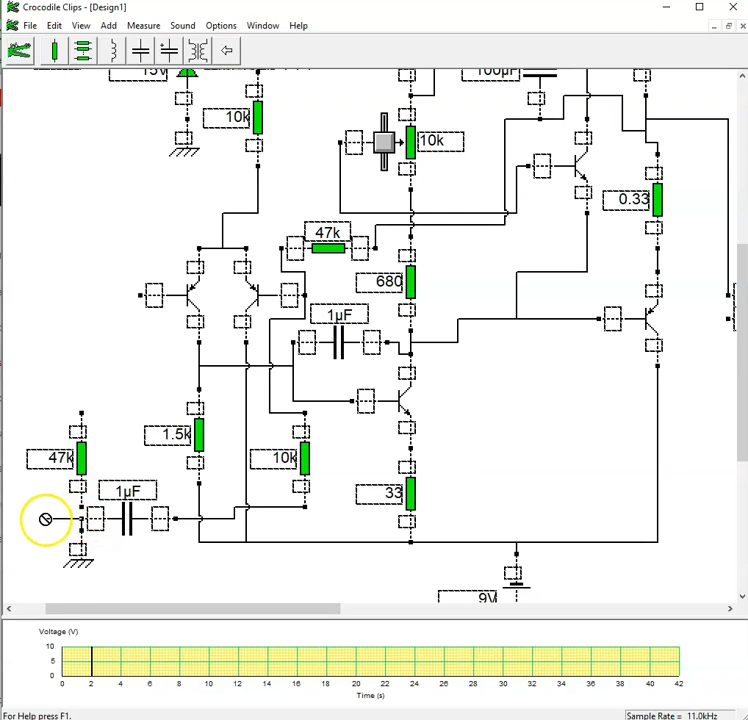 Crocodile Clips - [Design1]
File Edit View Add Measure Sound Options Window Help
15V
100µF
10k
10k
0.33
47k
680
1µF
1.5k
47k
10k
1µF
33
9V
Voltage (V)
10
5
0
0 2 4 6 8 10 12 14 16 18 20 22 24 26 28 30 32 34 36 38 40 42
Time (s)
For Help press F1.
Sample Rate = 11.0kHz